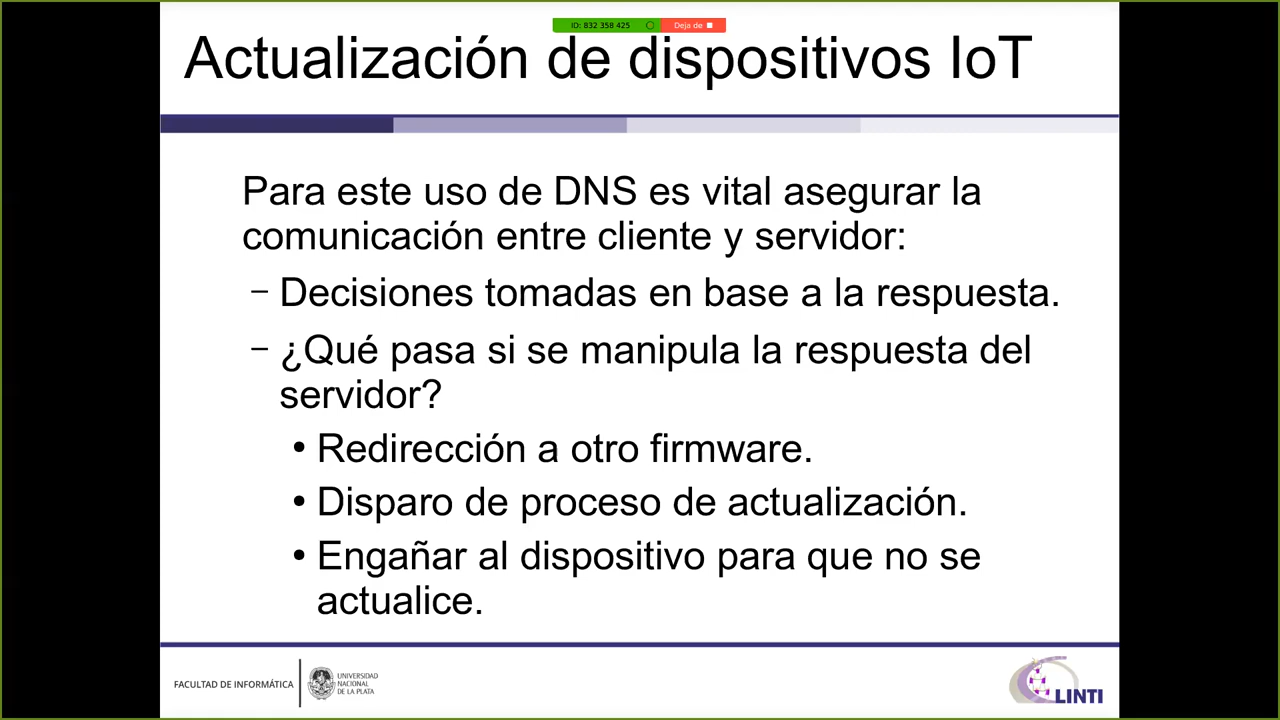 ID: 832 358 425 Deja de
Actualización de dispositivos IoT
Para este uso de DNS es vital asegurar la
comunicación entre cliente y servidor:
– Decisiones tomadas en base a la respuesta.
– ¿Qué pasa si se manipula la respuesta del
servidor?
• Redirección a otro firmware.
• Disparo de proceso de actualización.
• Engañar al dispositivo para que no se
actualice.
FACULTAD DE INFORMÁTICA
UNIVERSIDAD
NACIONAL
DE LA PLATA
LINTI